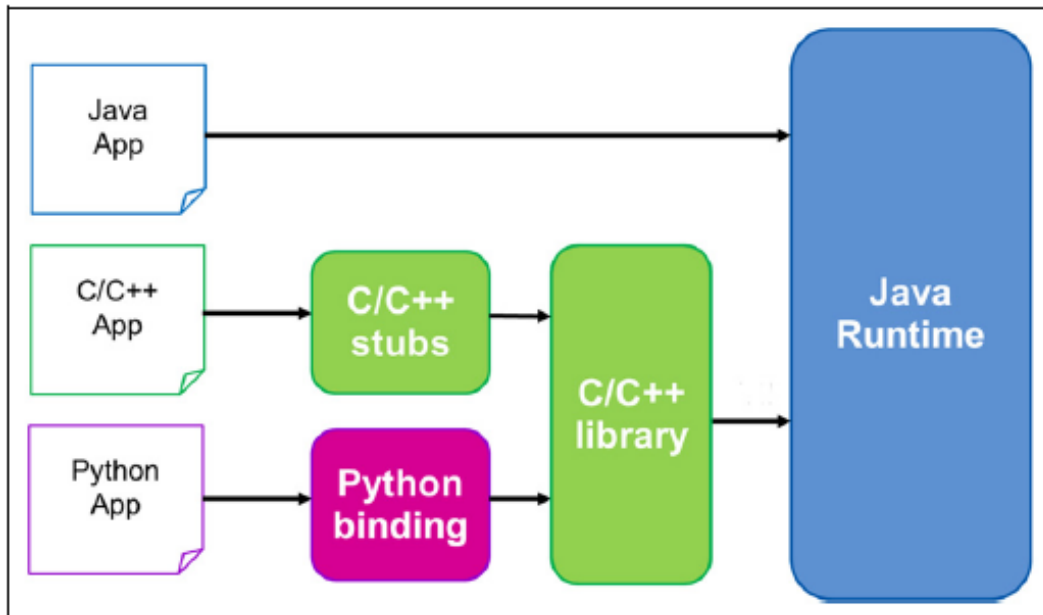 Java
App
C/C++
App
C/C++
stubs
Python
App
Python
binding
C/C++
library
Java
Runtime